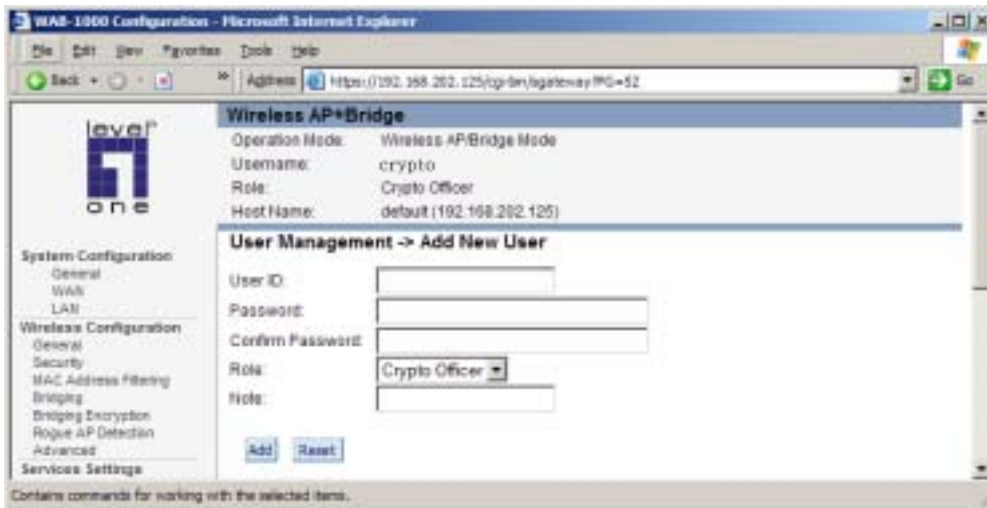 WAB-1000 Configuration - Microsoft Internet Explorer
File Edit View Favorites Tools Help
Back Address https://192.168.202.125/cgi-bin/sgateway?PG=52 Go
level
one
System Configuration
General
WAN
LAN
Wireless Configuration
General
Security
MAC Address Filtering
Bridging
Bridging Encryption
Rogue AP Detection
Advanced
Services Settings
Wireless AP+Bridge
Operation Mode: Wireless AP/Bridge Mode
Username: crypto
Role: Crypto Officer
Host Name: default (192.168.202.125)
User Management -> Add New User
User ID:
Password:
Confirm Password:
Role: Crypto Officer
Note:
Add Reset
Contains commands for working with the selected items.